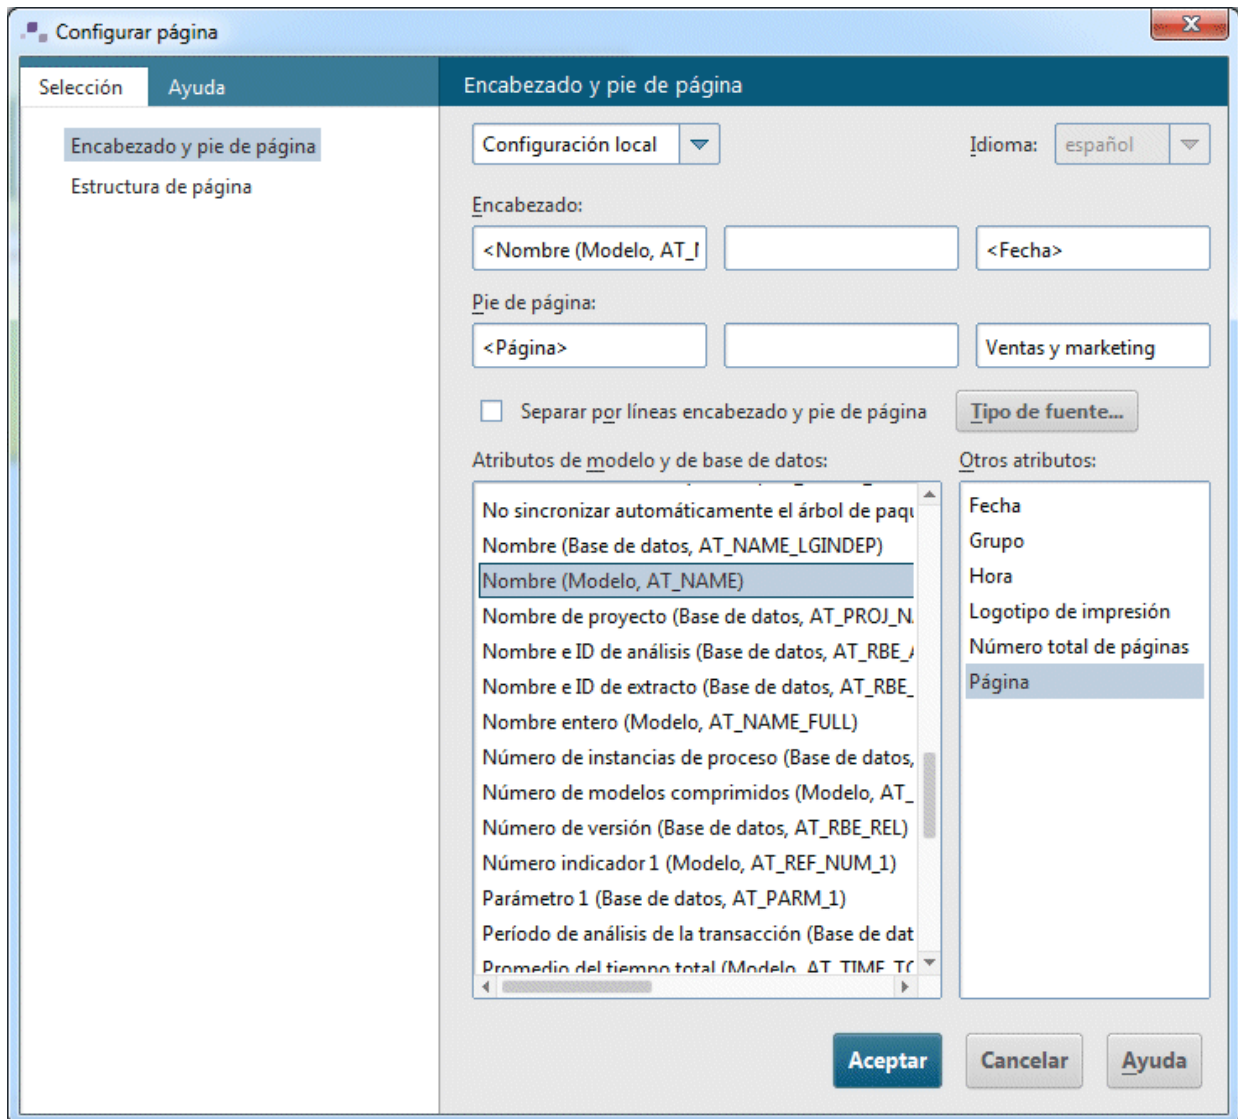 Configurar página
Selección
Ayuda
Encabezado y pie de página
Estructura de página
Encabezado y pie de página
Configuración local
Idioma:
español
Encabezado:
<Nombre (Modelo, AT_
<Fecha>
Pie de página:
<Página>
Ventas y marketing
Separar por líneas encabezado y pie de página
Tipo de fuente...
Atributos de modelo y de base de datos:
No sincronizar automáticamente el árbol de
Nombre (Base de datos, AT_NAME_LGINDEP)
Nombre (Modelo, AT_NAME)
Nombre de proyecto (Base de datos, AT_PROJ_N
Nombre e ID de análisis (Base de datos, AT_RBE_
Nombre e ID de extracto (Base de datos, AT_RBE_
Nombre entero (Modelo, AT_NAME_FULL)
Número de instancias de proceso (Base de datos,
Número de modelos comprimidos (Modelo, AT_
Número de versión (Base de datos, AT_RBE_REL)
Número indicador 1 (Modelo, AT_REF_NUM_1)
Parámetro 1 (Base de datos, AT_PARM_1)
Período de análisis de la transacción (Base de dat
Promedio del tiempo total (Modelo, AT_TIME_TO
Otros atributos:
Fecha
Grupo
Hora
Logotipo de impresión
Número total de páginas
Página
Aceptar
Cancelar
Ayuda